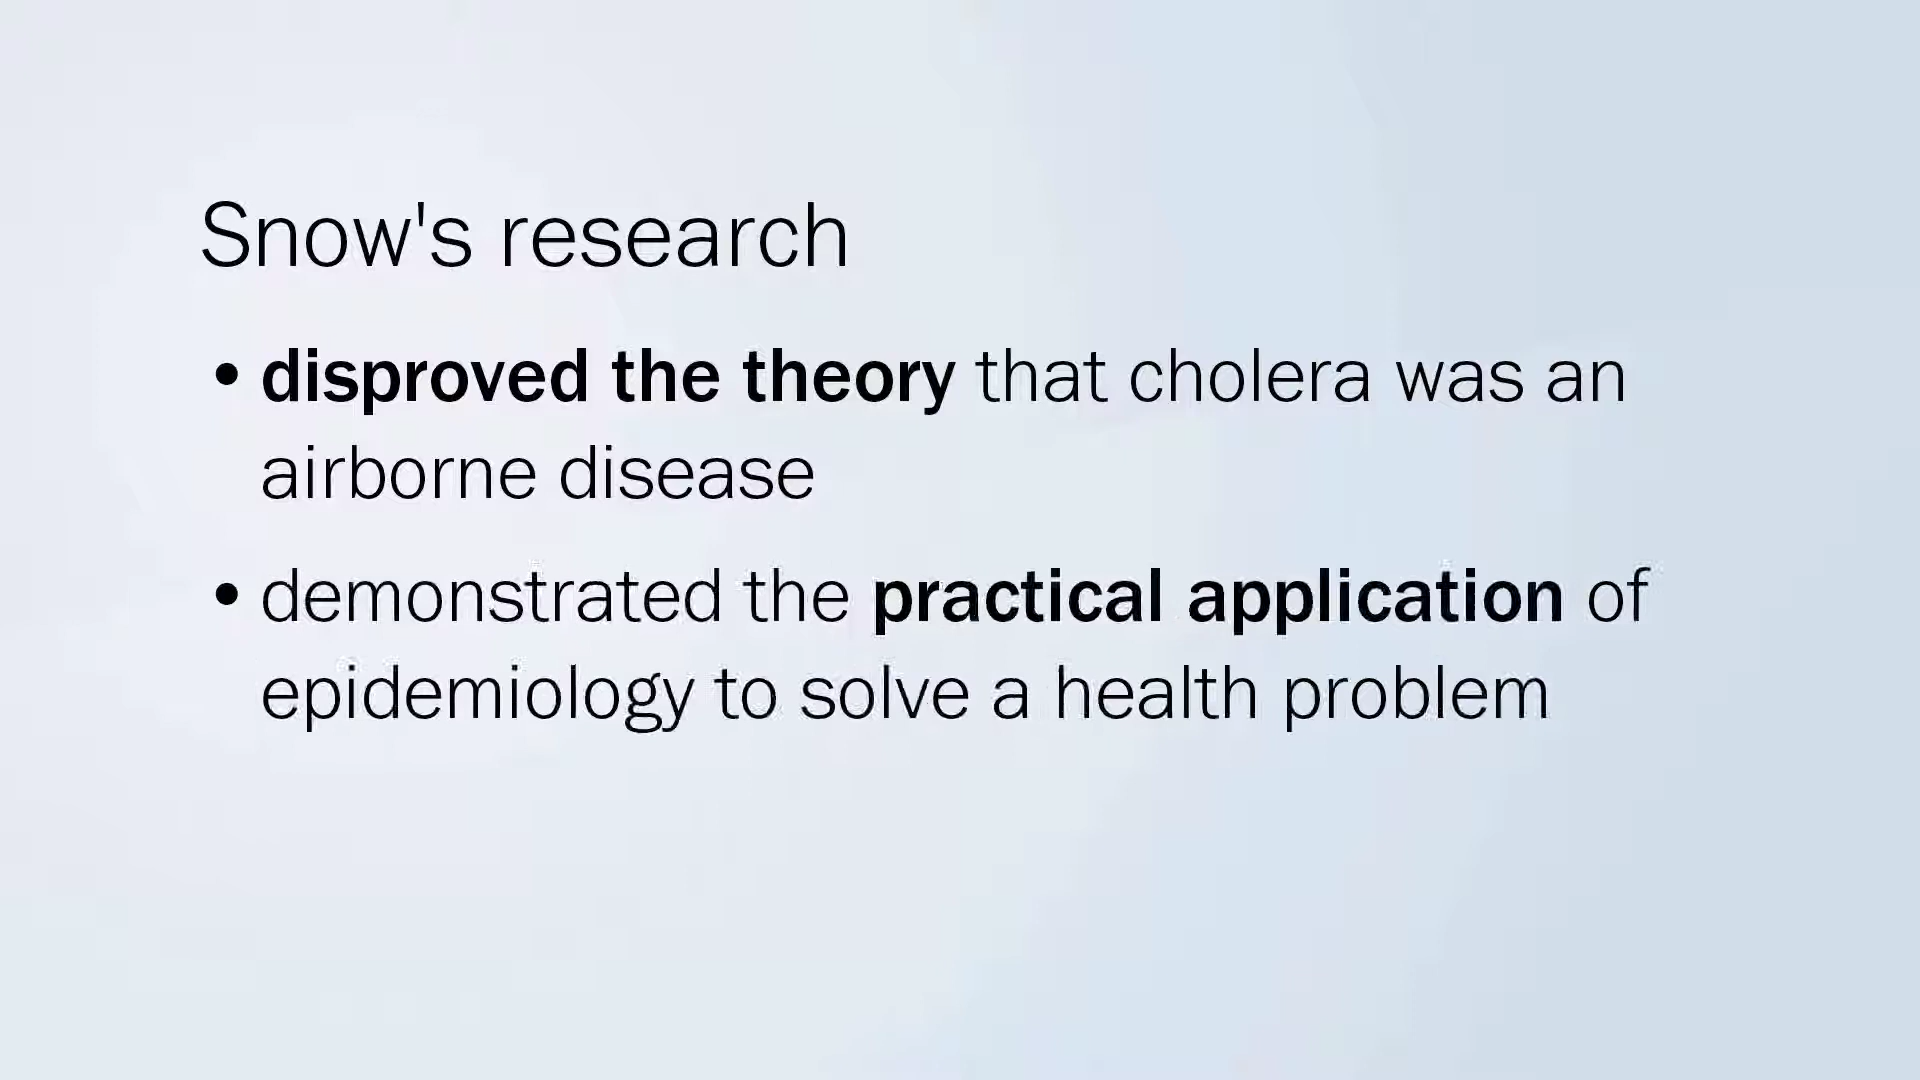 Snow's research
• disproved the theory that cholera was an
airborne disease
• demonstrated the practical application of
epidemiology to solve a health problem